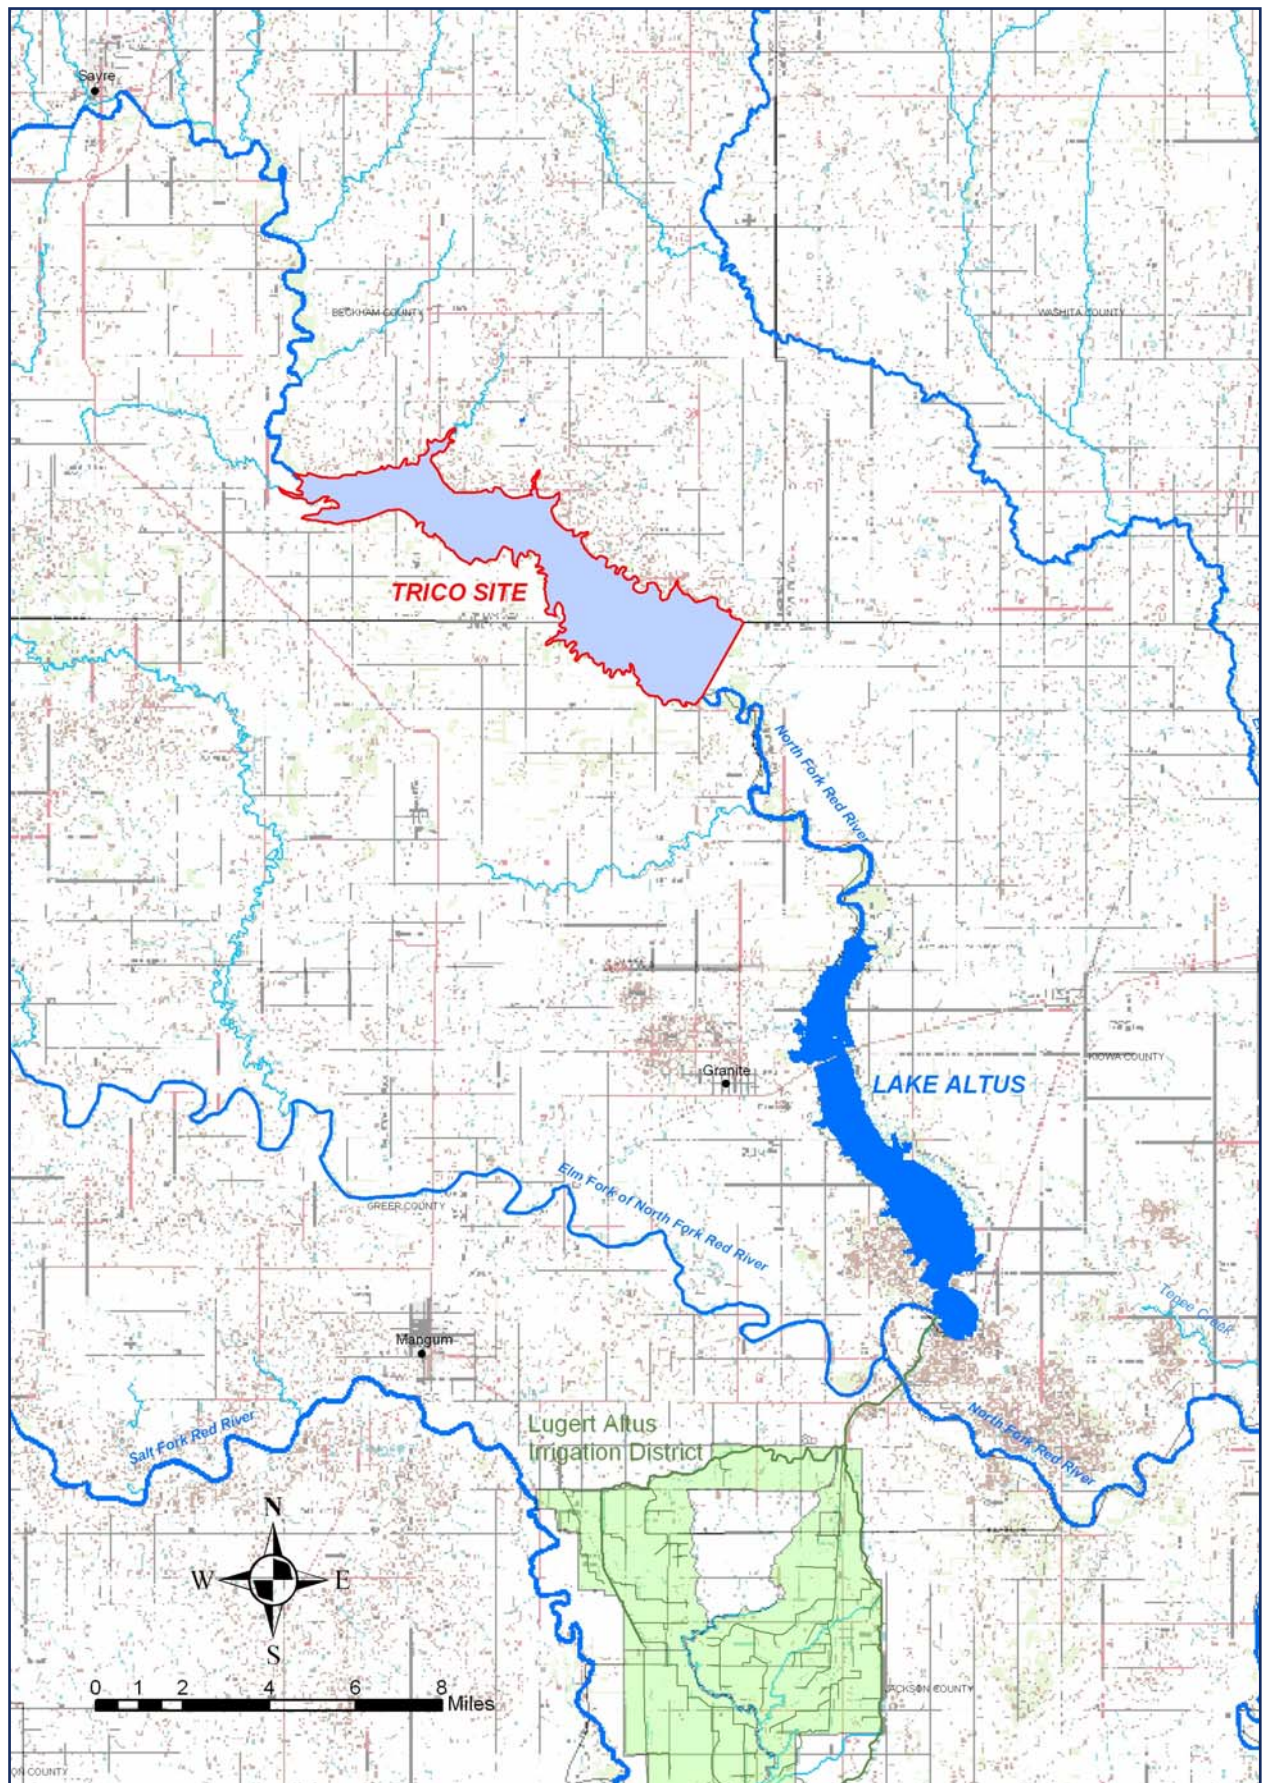 Sayre
BECKHAM COUNTY
WASHITA COUNTY
TRICO SITE
North Fork Red River
Granite
KIOWA COUNTY
LAKE ALTUS
Elm Fork of North Fork Red River
GREER COUNTY
Tepee Creek
Mangum
Salt Fork Red River
Lugert Altus
Irrigation District
North Fork Red River
N
W
E
S
0 1 2 4 6 8
Miles
JACKSON COUNTY
ON COUNTY